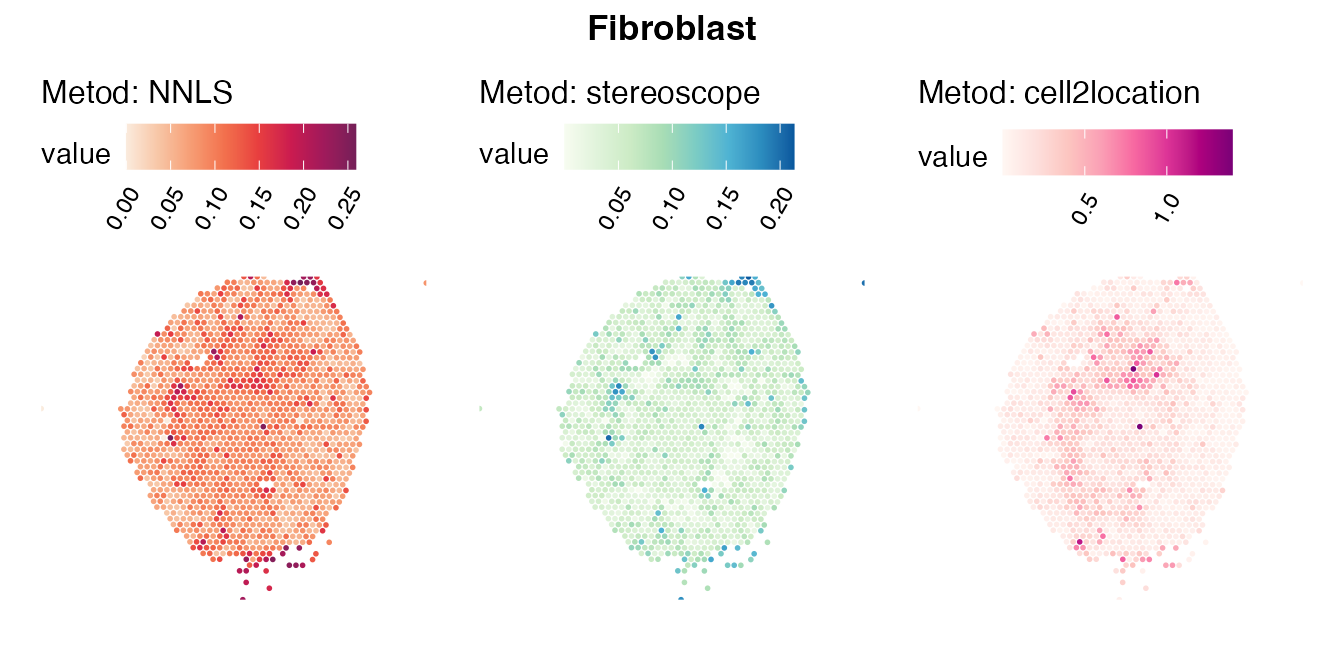 Fibroblast
Metod: NNLS
value
0.00 0.05 0.10 0.15 0.20 0.25
Metod: stereoscope
value
0.05 0.10 0.15 0.20
Metod: cell2location
value
0.5 1.0